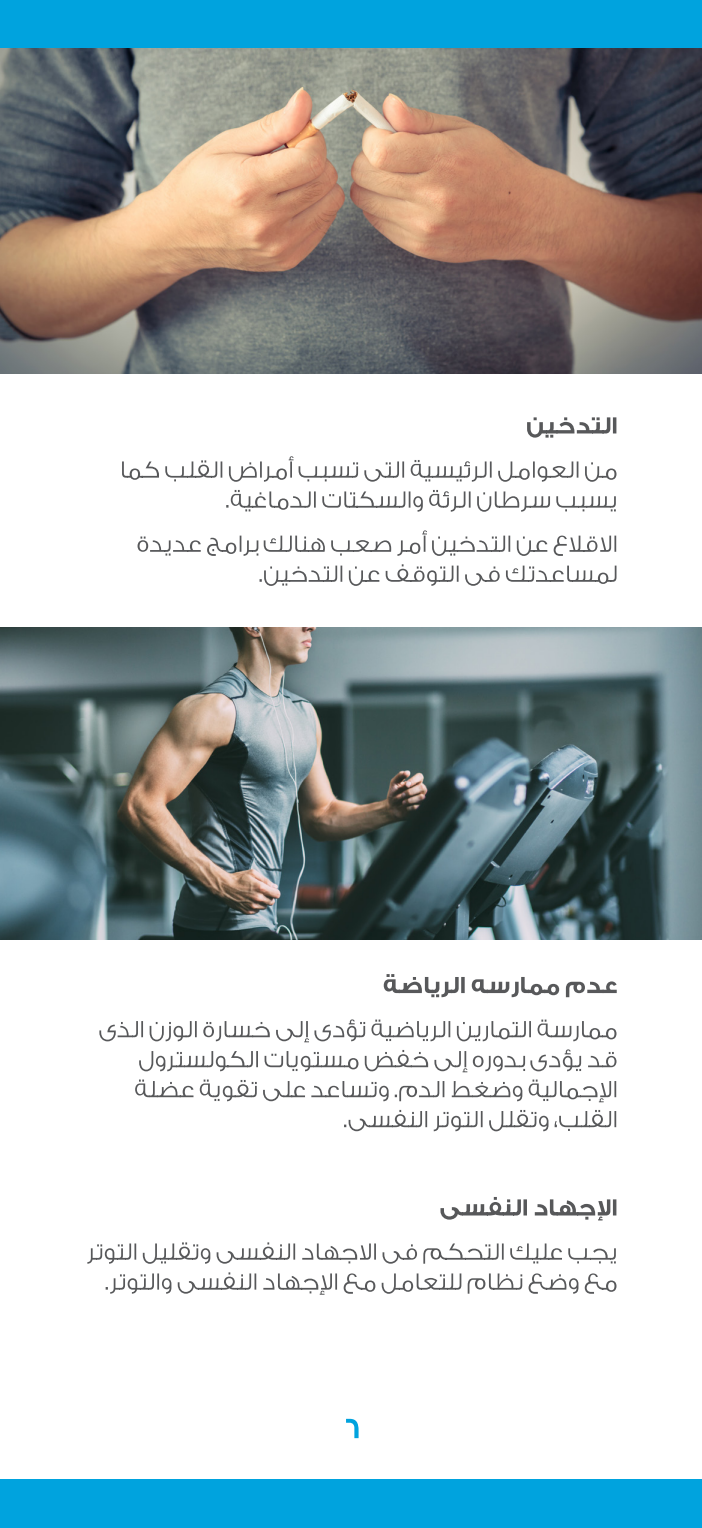 التدخين
من العوامل الرئيسية التى تسبب أمراض القلب كما
يسبب سرطان الرئة والسكتات الدماغية.
الاقلاع عن التدخين أمر صعب هنالك برامج عديدة
لمساعدتك فى التوقف عن التدخين.
عدم ممارسه الرياضة
ممارسة التمارين الرياضية تؤدى إلى خسارة الوزن الذى
قد يؤدى بدوره إلى خفض مستويات الكولسترول
الإجمالية وضغط الدم. وتساعد على تقوية عضلة
القلب، وتقلل التوتر النفسى.
الإجهاد النفسى
يجب عليك التحكم فى الاجهاد النفسى وتقليل التوتر
مع وضع نظام للتعامل مع الإجهاد النفسى والتوتر.
٦